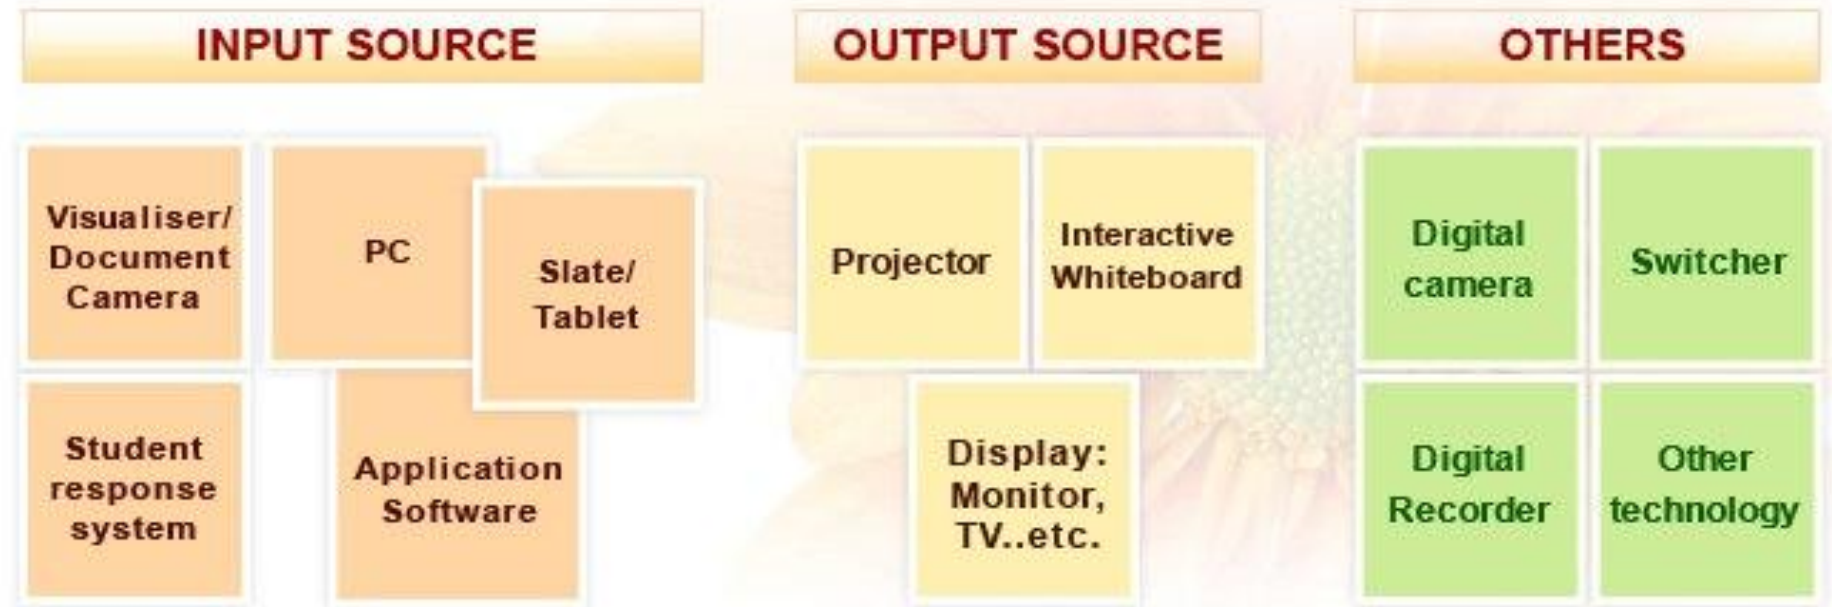 INPUT SOURCE
OUTPUT SOURCE
OTHERS
Visualiser/
Document
Camera
PC
Slate/
Tablet
Student
response
system
Application
Software
Projector
Interactive
Whiteboard
Display:
Monitor,
TV..etc.
Digital
camera
Switcher
Digital
Recorder
Other
technology